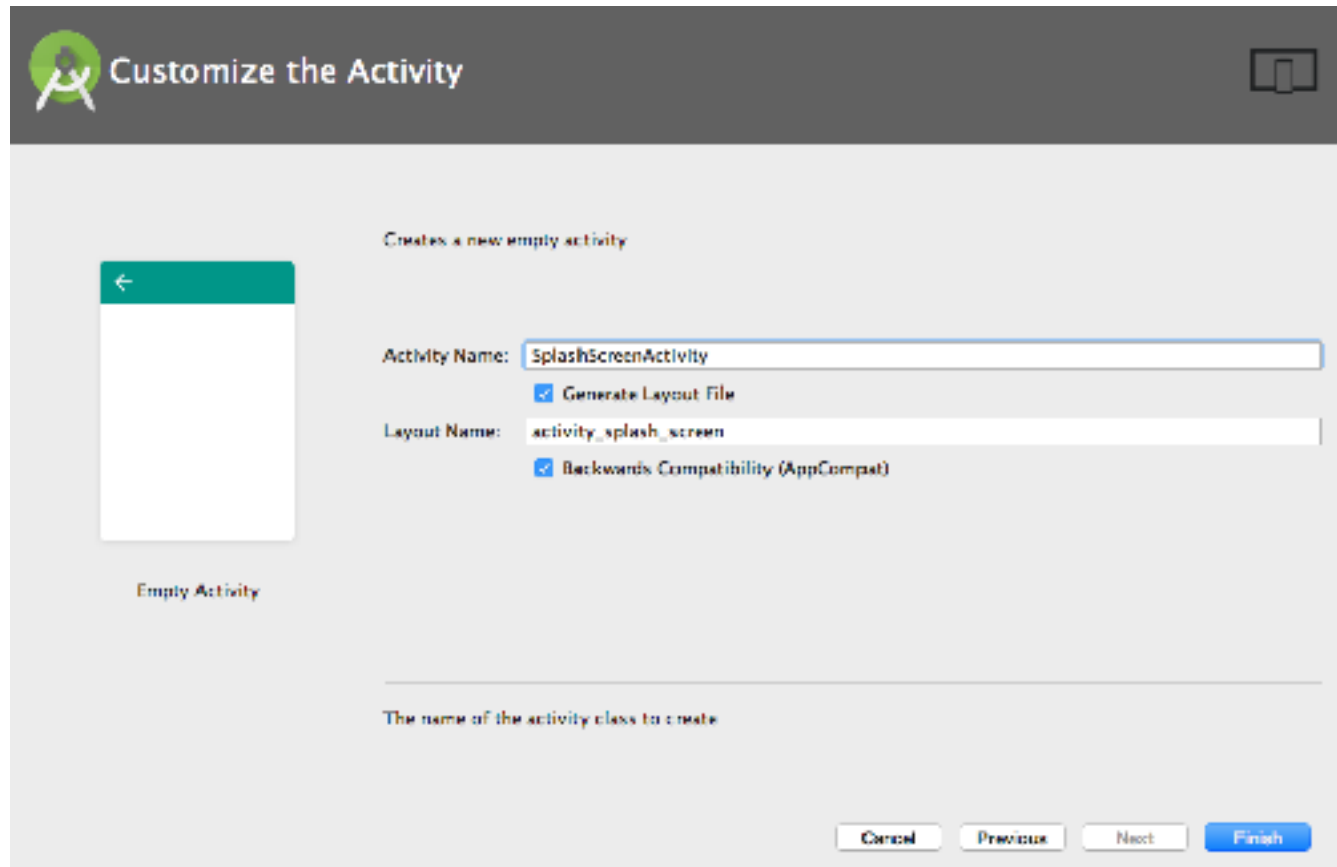 Customize the Activity
Creates a new empty activity
Activity Name: SplashScreenActivity
Generate Layout File
Layout Name: activity_splash_screen
Backwards Compatibility (AppCompat)
Empty Activity
The name of the activity class to create
Cancel Previous Next Finish